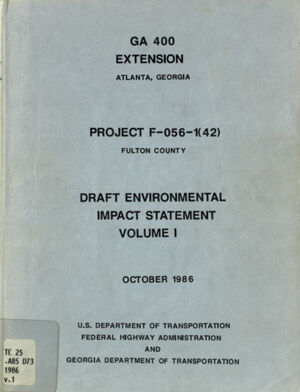 GA 400
EXTENSION
ATLANTA, GEORGIA
PROJECT F-056-1(42)
FULTON COUNTY
DRAFT ENVIRONMENTAL
IMPACT STATEMENT
VOLUME I
OCTOBER 1986
U.S. DEPARTMENT OF TRANSPORTATION
FEDERAL HIGHWAY ADMINISTRATION
AND
GEORGIA DEPARTMENT OF TRANSPORTATION
TE 25
.A85 D73
1986
v.1